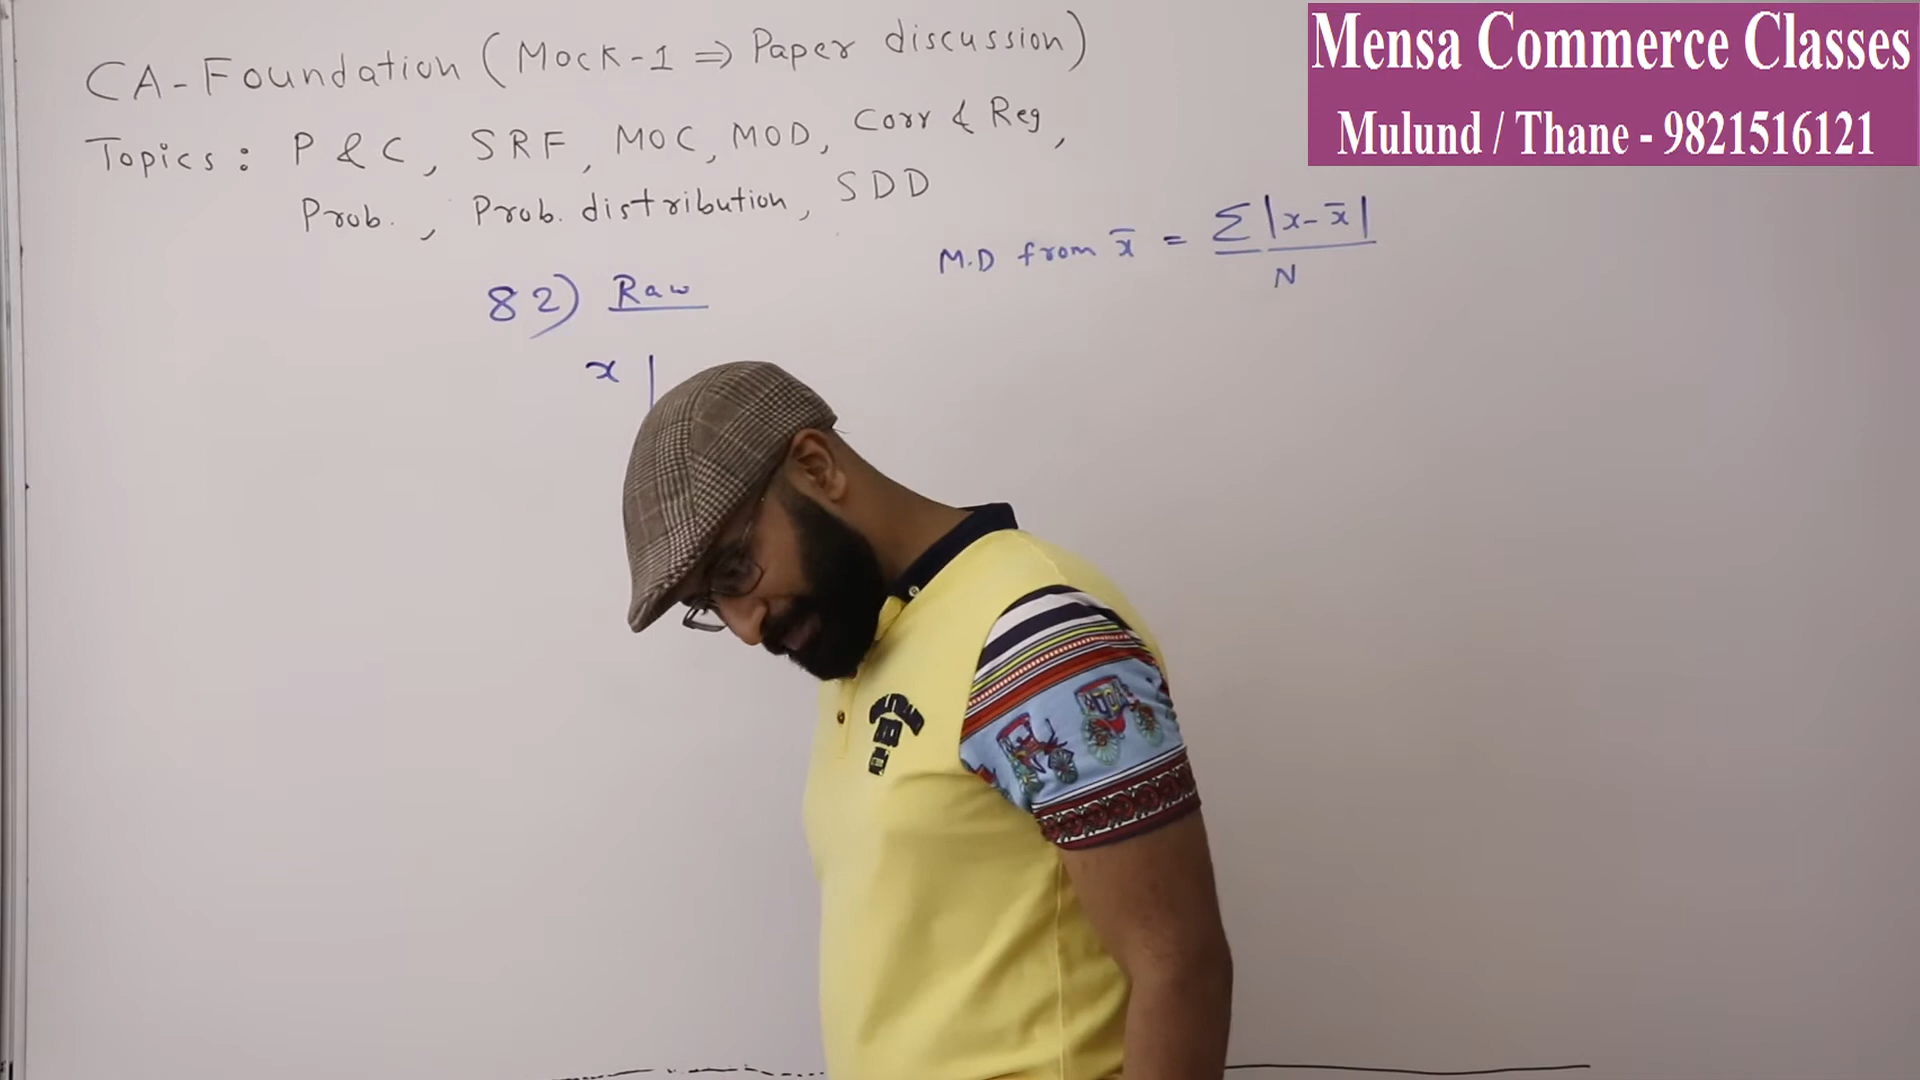 CA-Foundation (Mock-1 ⇒ Paper discussion)
Topics : P & C, SRF, MOC, MOD, Corr & Reg,
Prob., Prob. distribution, SDD
M.D from x̄ = Σ|x-x̄| / N
82) Raw
x |
Mensa Commerce Classes
Mulund / Thane - 9821516121